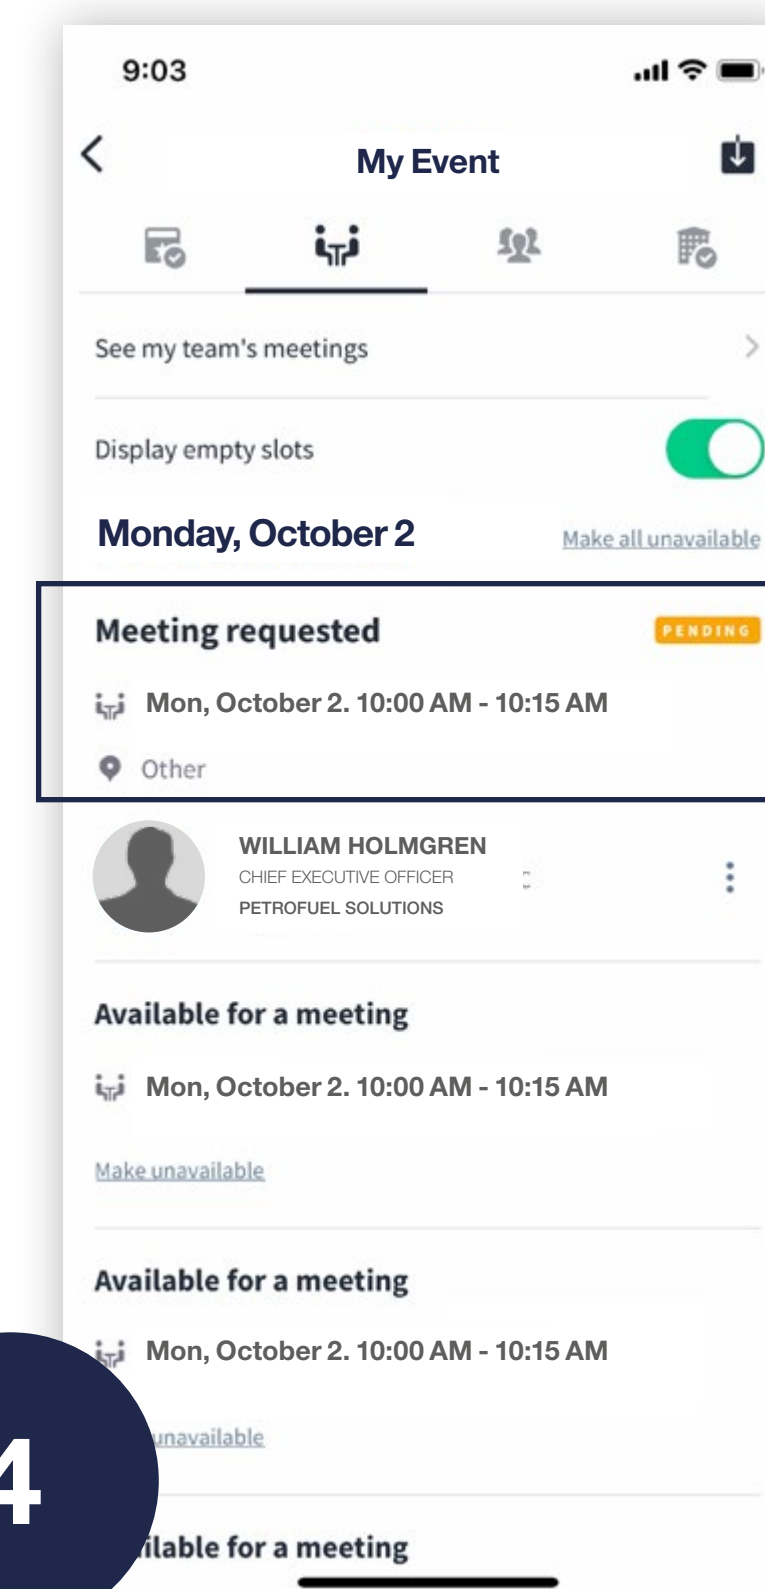 9:03
My Event
See my team's meetings
Display empty slots
Monday, October 2
Make all unavailable
Meeting requested
PENDING
Mon, October 2. 10:00 AM - 10:15 AM
Other
WILLIAM HOLMGREN
CHIEF EXECUTIVE OFFICER
PETROFUEL SOLUTIONS
Available for a meeting
Mon, October 2. 10:00 AM - 10:15 AM
Make unavailable
Available for a meeting
Mon, October 2. 10:00 AM - 10:15 AM
unavailable
4
ilable for a meeting